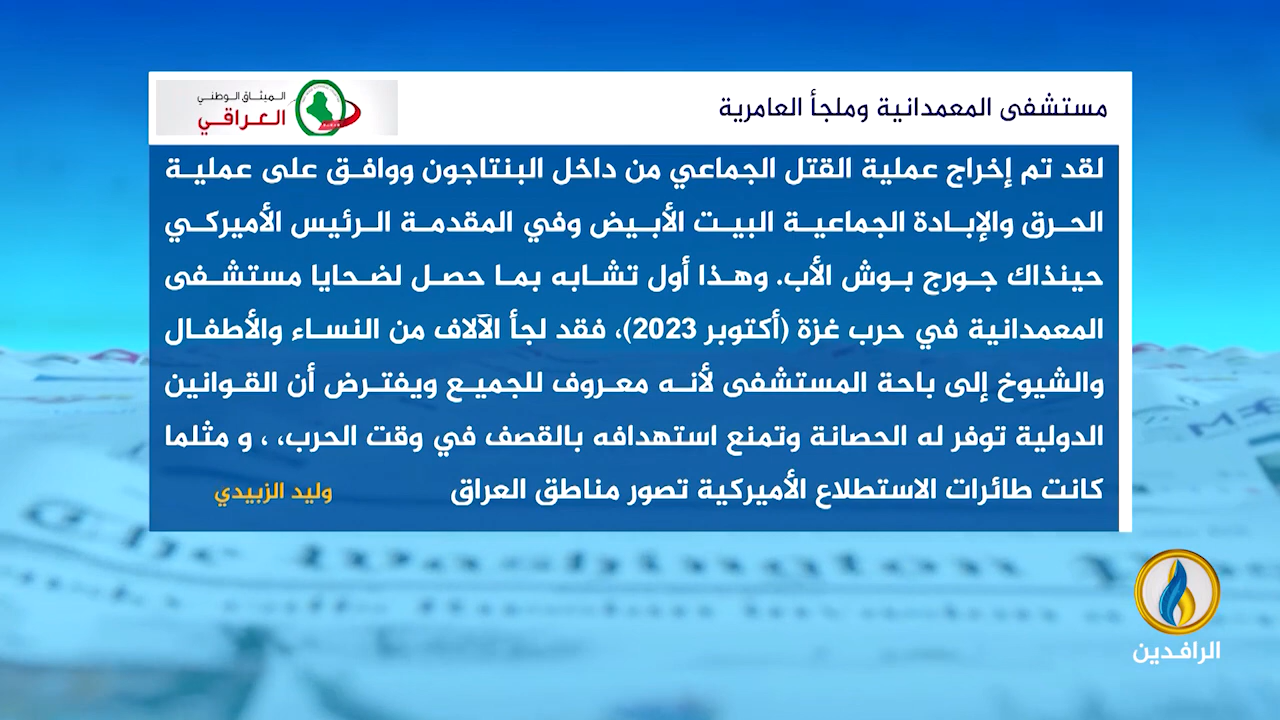 مستشفى المعمدانية وملجأ العامرية
الميثاق الوطني
العراقي
لقد تم إخراج عملية القتل الجماعي من داخل البنتاجون ووافق على عملية
الحرق والإبادة الجماعية البيت الأبيض وفي المقدمة الرئيس الأميركي
حينذاك جورج بوش الأب. وهذا أول تشابه بما حصل لضحايا مستشفى
المعمدانية في حرب غزة (أكتوبر 2023)، فقد لجأ الآلاف من النساء والأطفال
والشيوخ إلى باحة المستشفى لأنه معروف للجميع ويفترض أن القوانين
الدولية توفر له الحصانة وتمنع استهدافه بالقصف في وقت الحرب، ، و مثلما
كانت طائرات الاستطلاع الأميركية تصور مناطق العراق
وليد الزبيدي
الرافدين